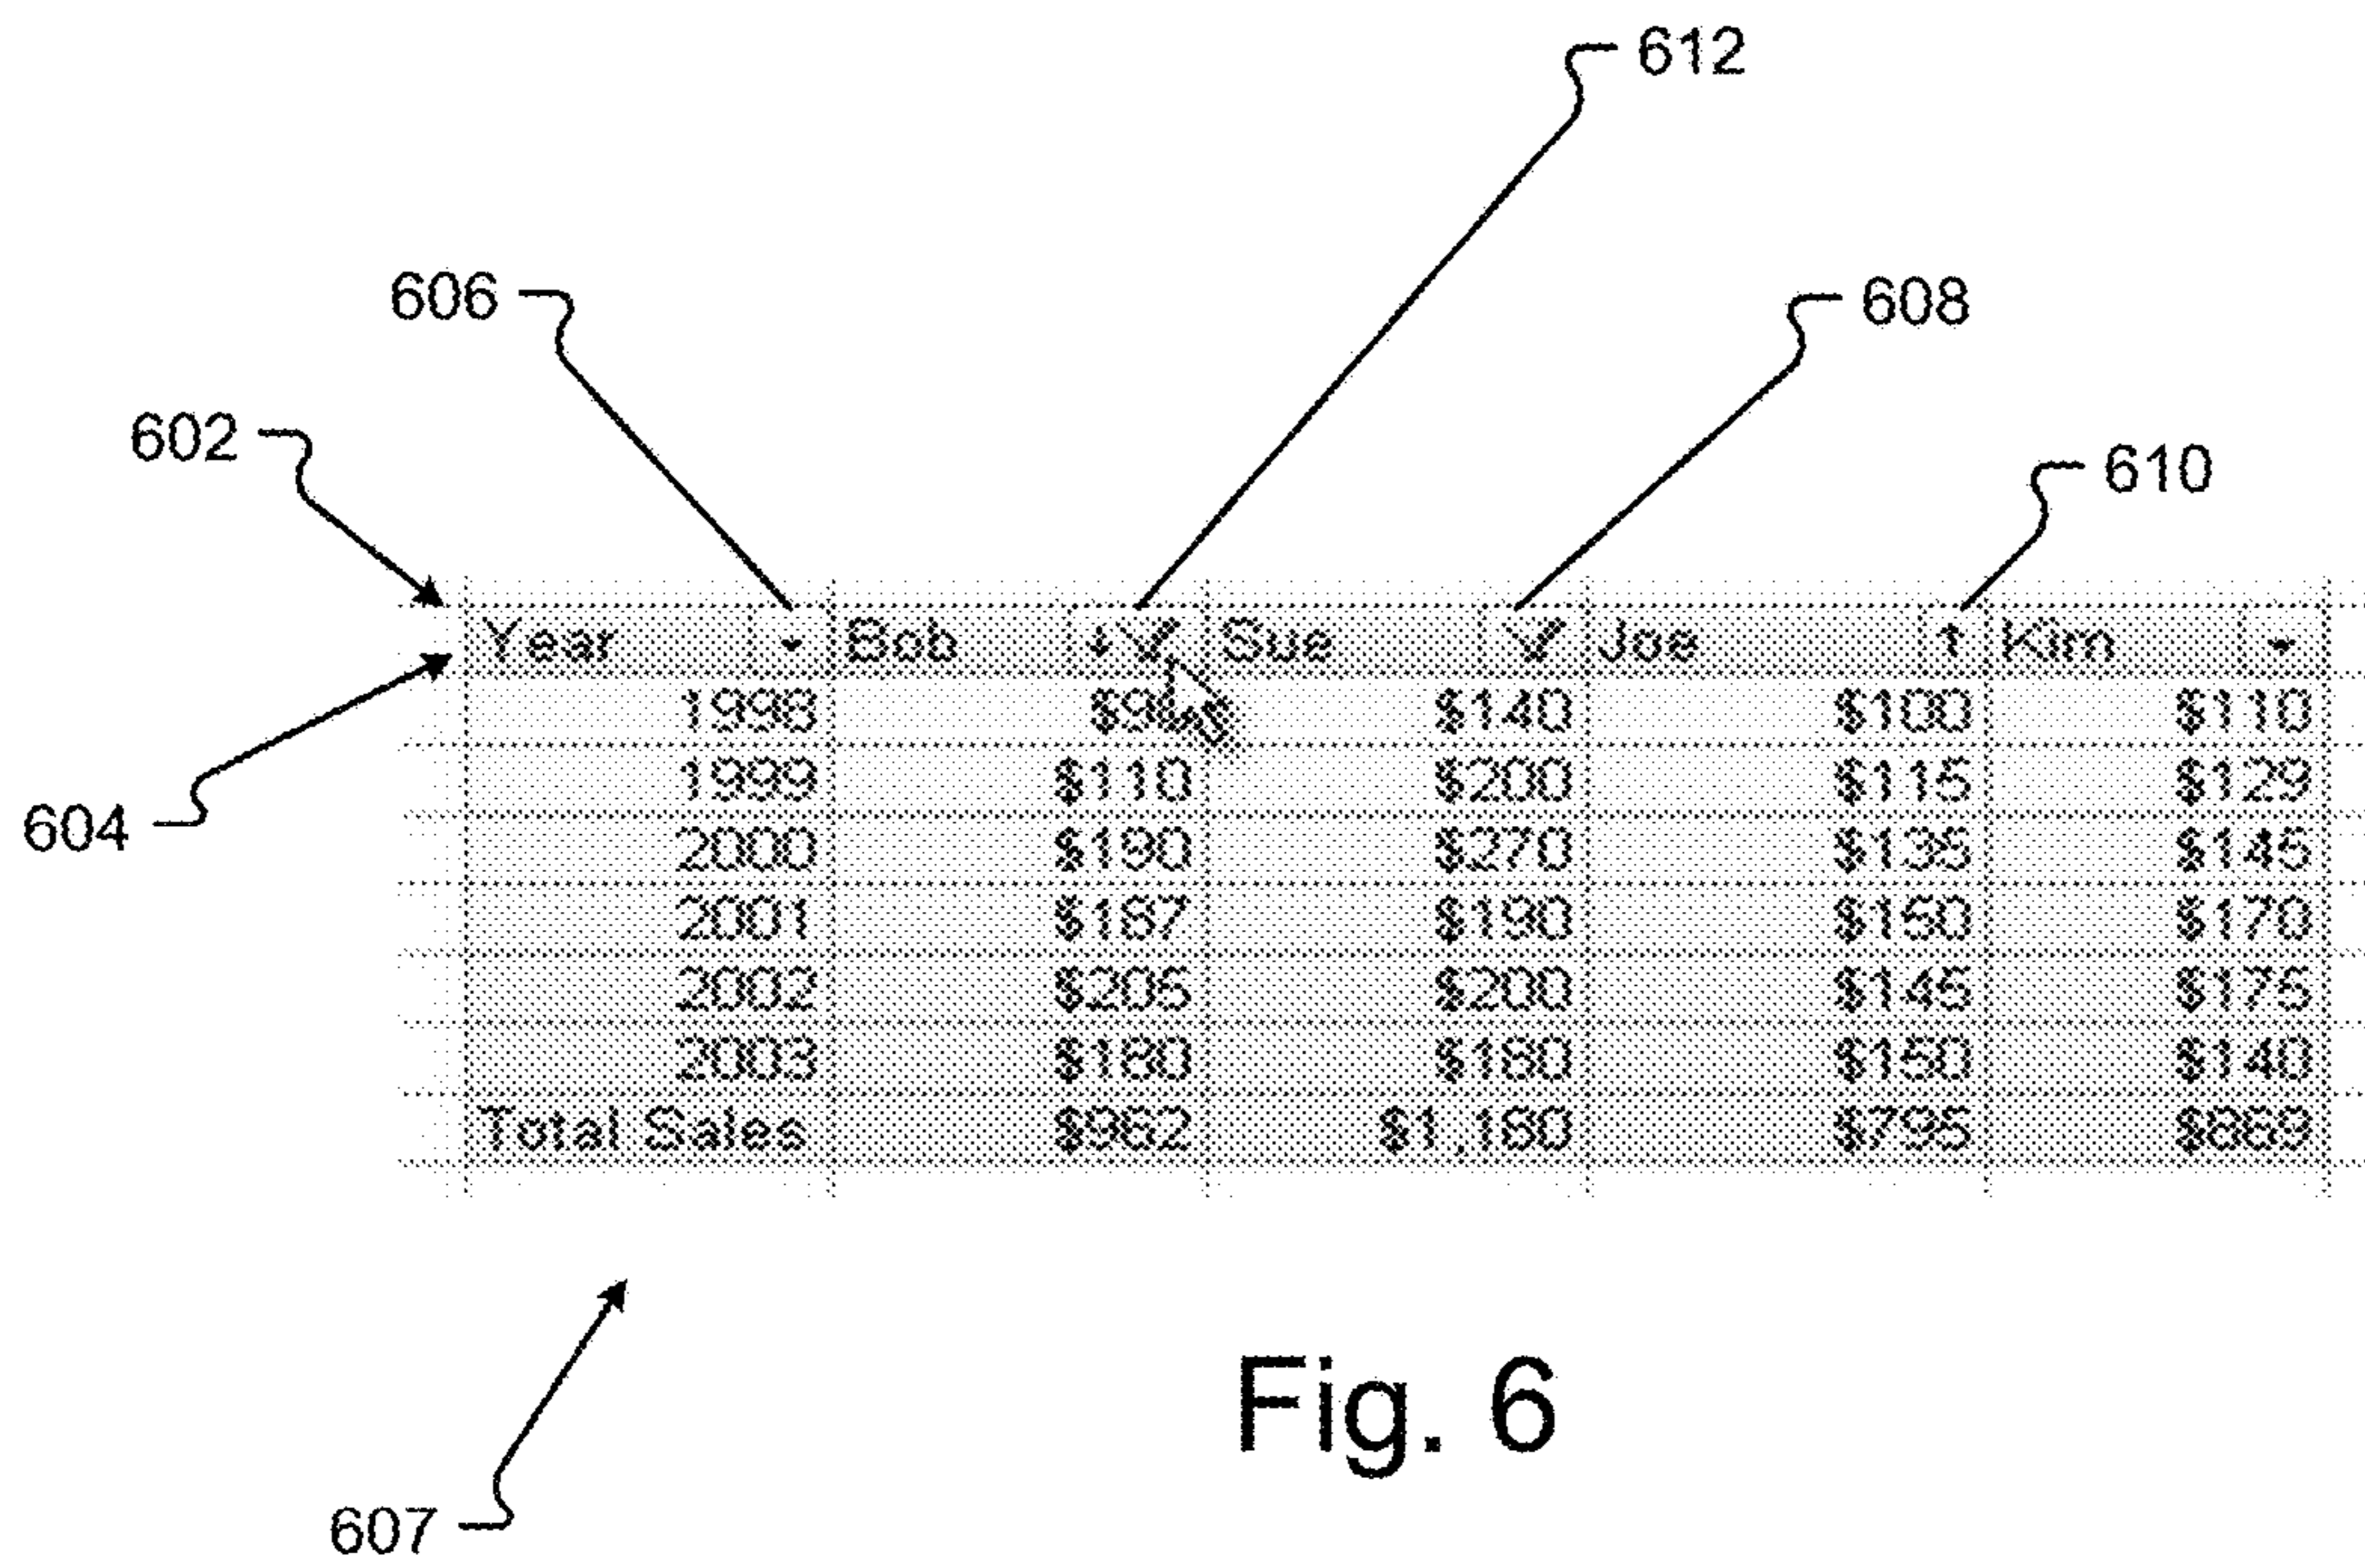 612
606
608
602
610
Year Bob Sue Joe Kim
1998 $140 $100 $110
1999 $110 $200 $115 $129
604
2000 $190 $270 $135 $145
2001 $187 $190 $150 $170
2002 $205 $200 $145 $175
2003 $180 $180 $150 $140
Total Sales $962 $1,180 $795 $869
Fig. 6
607